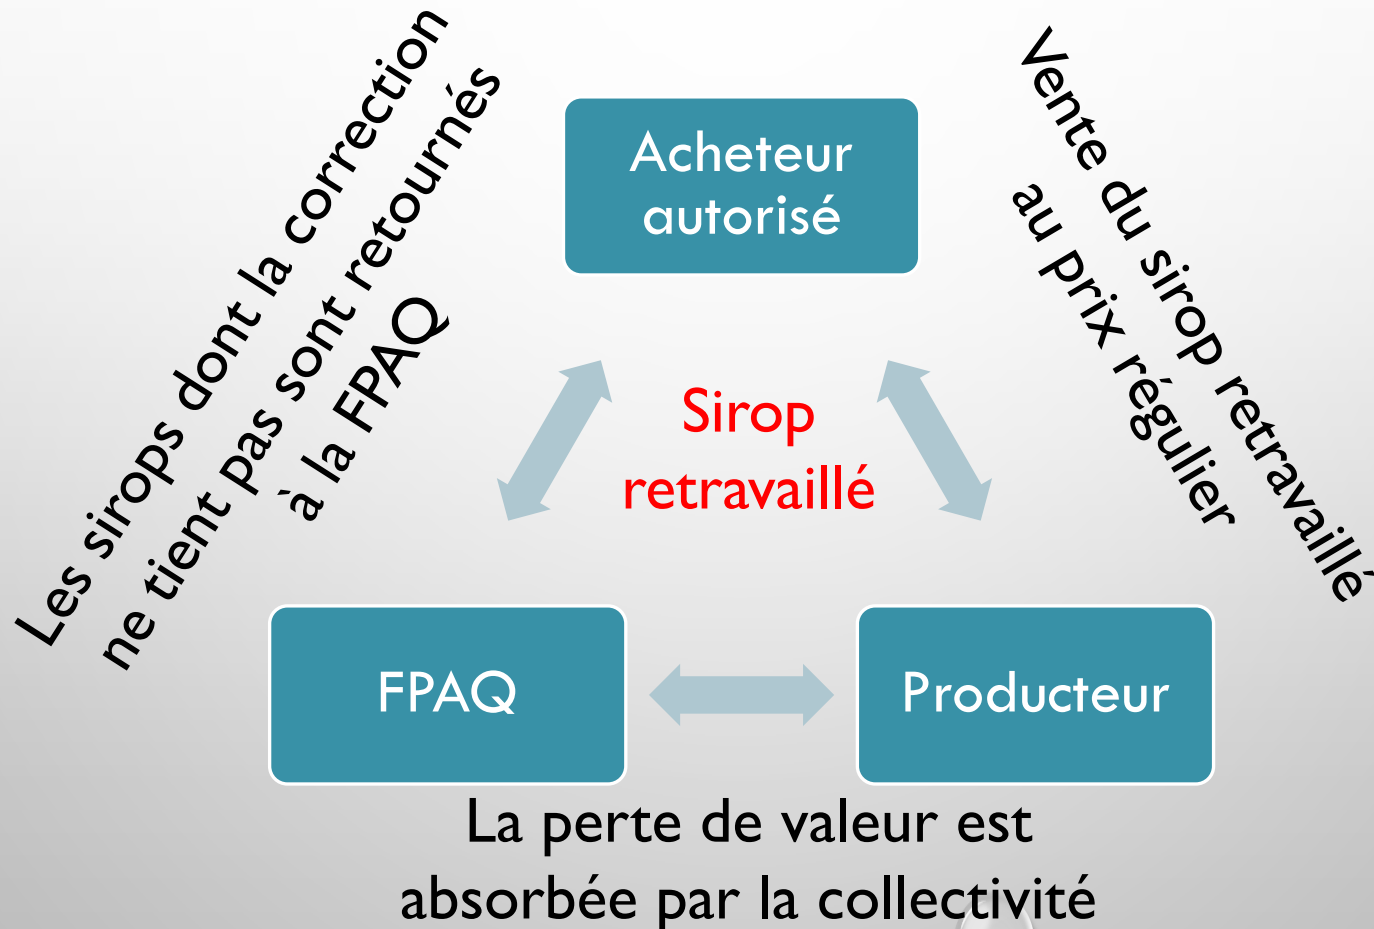 Les sirops dont la correction
ne tient pas sont retournés
à la FPAQ
Acheteur
autorisé
Vente du sirop retravaillé
au prix régulier
Sirop
retravaillé
FPAQ
Producteur
La perte de valeur est
absorbée par la collectivité